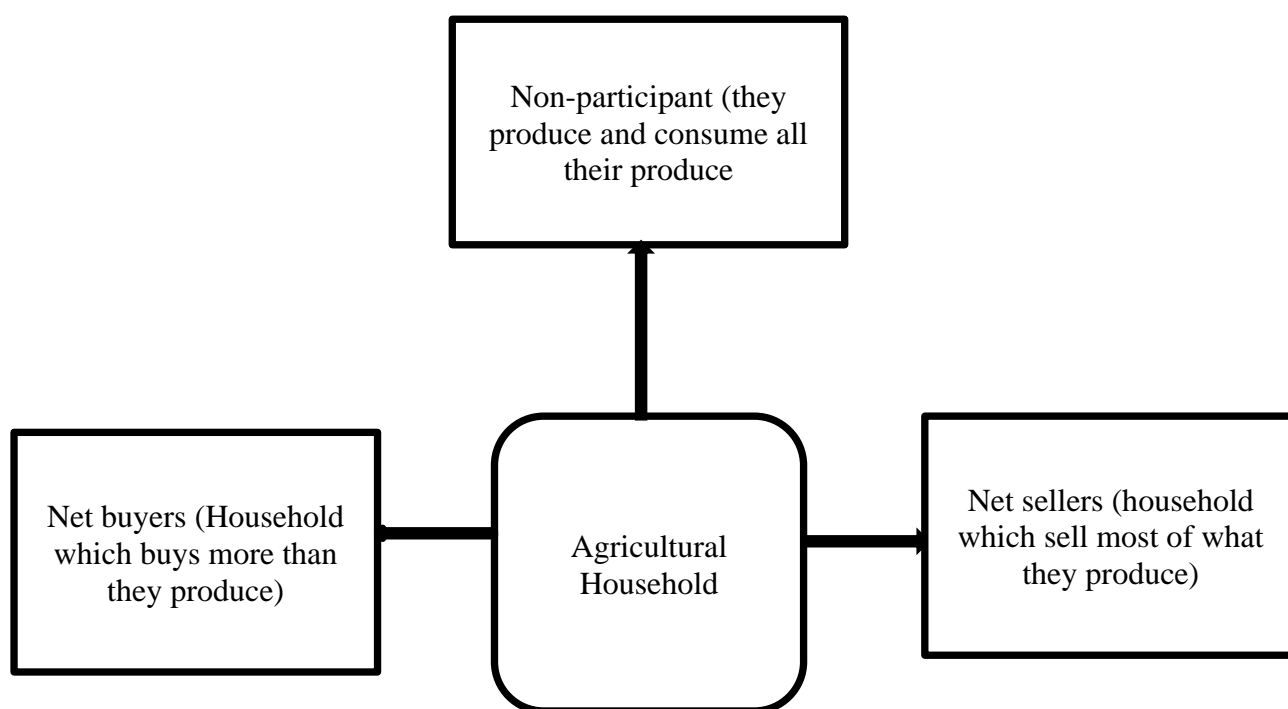 Non-participant (they
produce and consume all
their produce
Net buyers (Household
which buys more than
they produce)
Agricultural
Household
Net sellers (household
which sell most of what
they produce)